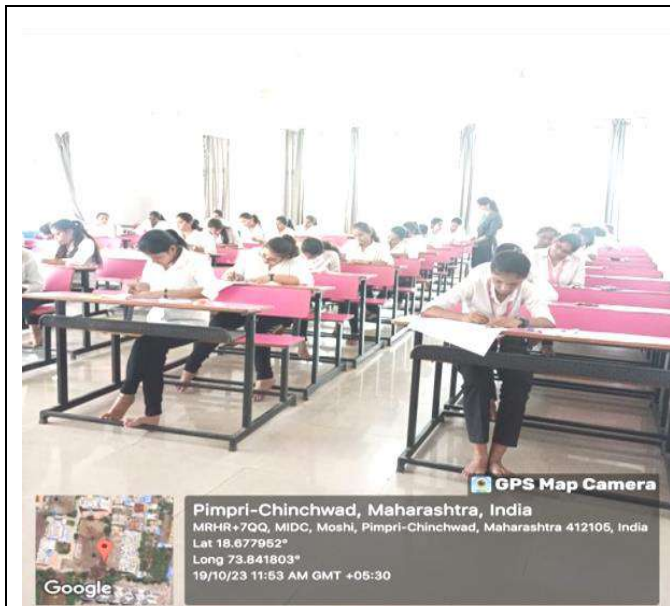 GPS Map Camera
Pimpri-Chinchwad, Maharashtra, India
MRHR+7QQ, MIDC, Moshi, Pimpri-Chinchwad, Maharashtra 412105, India
Lat 18.677952°
Long 73.841803°
19/10/23 11:53 AM GMT +05:30
Google